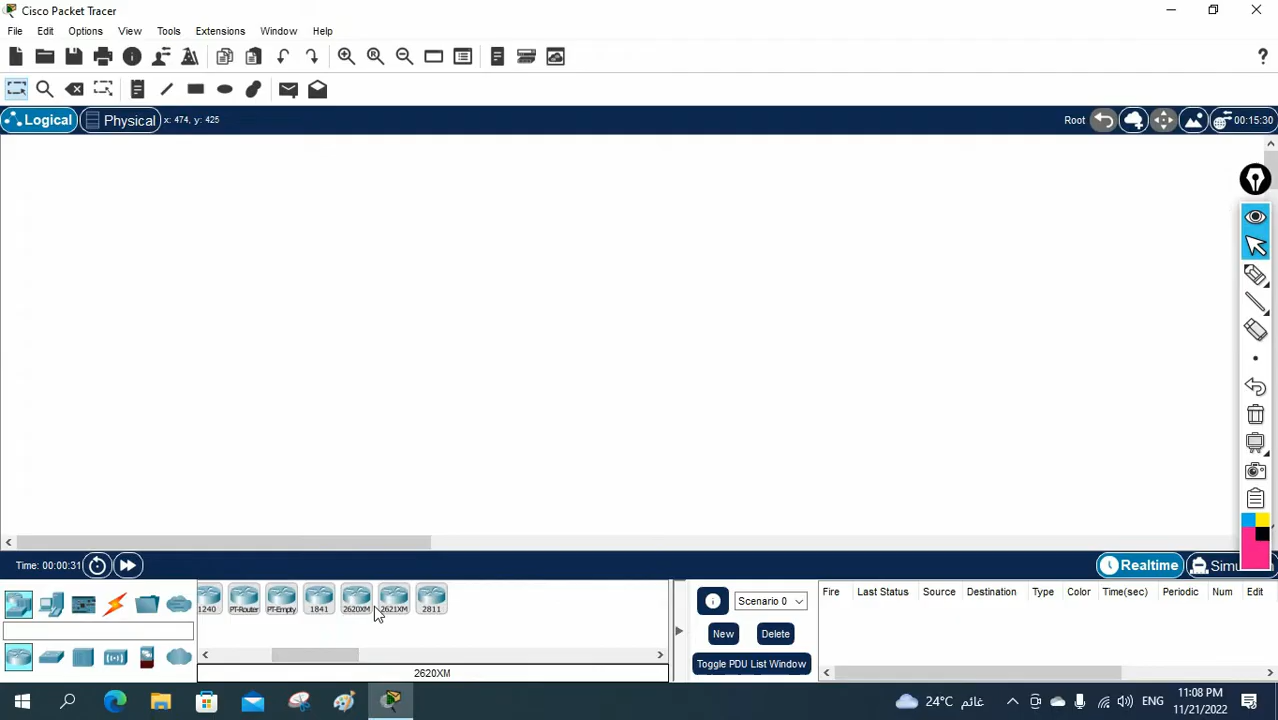 Cisco Packet Tracer
File Edit Options View Tools Extensions Window Help
Logical Physical x: 474, y: 425 Root 00:15:30
Time: 00:00:31 Realtime Simu
1240 PT-Router PT-Empty 1841 2620XM 2621XM 2811
2620XM
Scenario 0
New Delete
Toggle PDU List Window
Fire Last Status Source Destination Type Color Time(sec) Periodic Num Edit
24°C غائم ENG 11:08 PM
11/21/2022